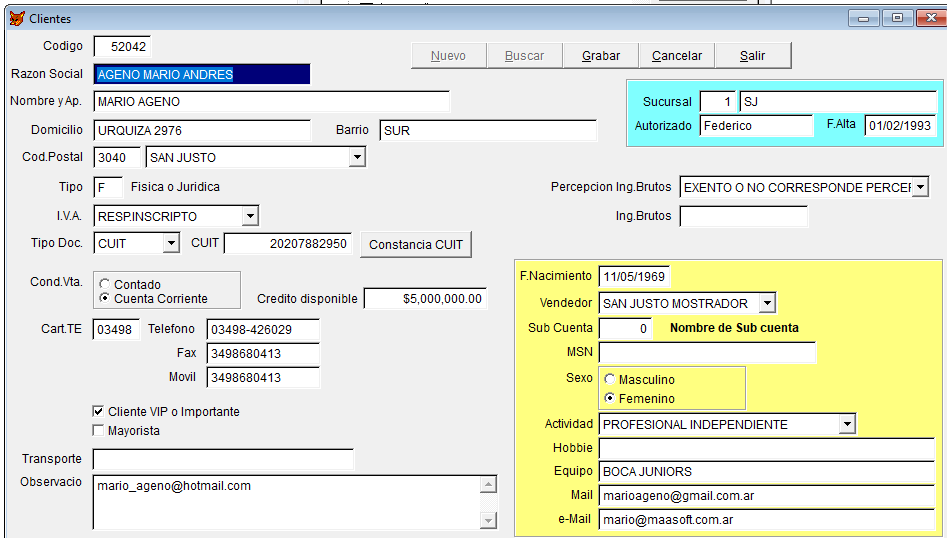 Clientes
Codigo 52042
Nuevo Buscar Grabar Cancelar Salir
Razon Social AGENO MARIO ANDRES
Nombre y Ap. MARIO AGENO
Sucursal 1 SJ
Autorizado Federico F.Alta 01/02/1993
Domicilio URQUIZA 2976 Barrio SUR
Cod.Postal 3040 SAN JUSTO
Tipo F Fisica o Juridica
Percepcion Ing.Brutos EXENTO O NO CORRESPONDE PERCEF
I.V.A. RESP.INSCRIPTO
Ing.Brutos
Tipo Doc. CUIT CUIT 20207882950 Constancia CUIT
Cond.Vta. Contado
Cuenta Corriente Credito disponible $5,000,000.00
Cart.TE 03498 Telefono 03498-426029
Fax 3498680413
Movil 3498680413
Cliente VIP o Importante
Mayorista
Transporte
Observacio mario_ageno@hotmail.com
F.Nacimiento 11/05/1969
Vendedor SAN JUSTO MOSTRADOR
Sub Cuenta 0 Nombre de Sub cuenta
MSN
Sexo Masculino
Femenino
Actividad PROFESIONAL INDEPENDIENTE
Hobbie
Equipo BOCA JUNIORS
Mail marioageno@gmail.com.ar
e-Mail mario@maasoft.com.ar